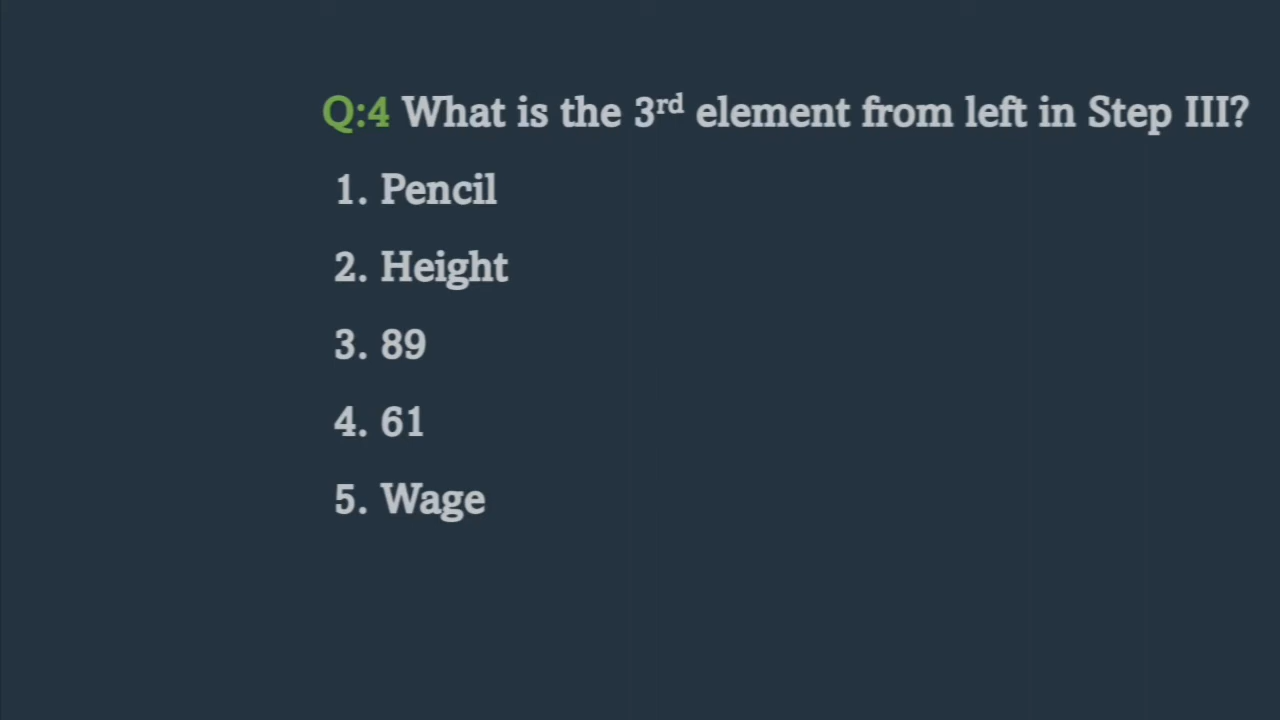 Q:4 What is the 3rd element from left in Step III?
1. Pencil
2. Height
3. 89
4. 61
5. Wage